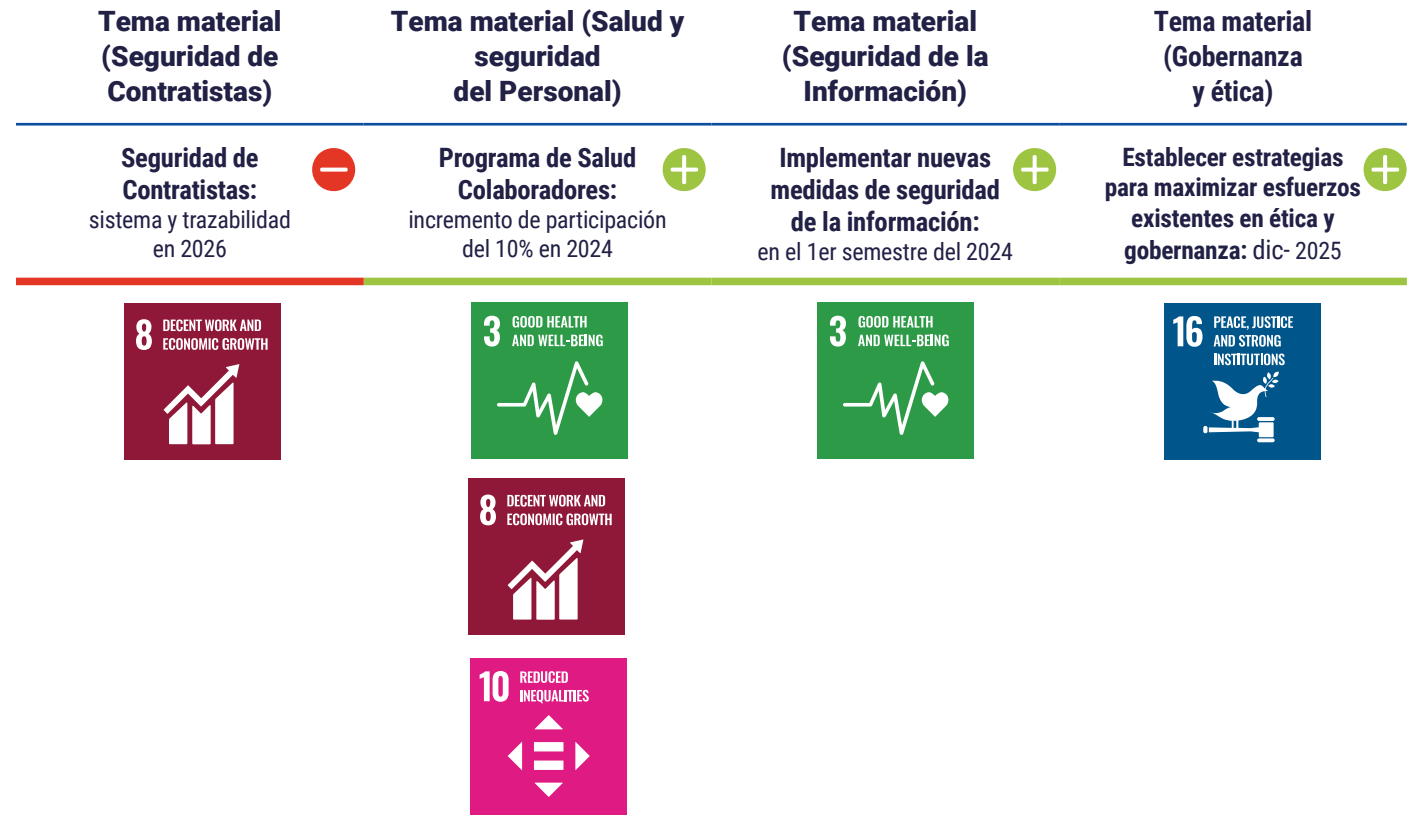 Tema material
(Seguridad de
Contratistas)
Tema material (Salud y
seguridad
del Personal)
Tema material
(Seguridad de la
Información)
Tema material
(Gobernanza
y ética)
Seguridad de
Contratistas:
sistema y trazabilidad
en 2026
Programa de Salud
Colaboradores:
incremento de participación
del 10% en 2024
Implementar nuevas
medidas de seguridad
de la información:
en el 1er semestre del 2024
Establecer estrategias
para maximizar esfuerzos
existentes en ética y
gobernanza: dic- 2025
8 DECENT WORK AND
ECONOMIC GROWTH
3 GOOD HEALTH
AND WELL-BEING
8 DECENT WORK AND
ECONOMIC GROWTH
10 REDUCED
INEQUALITIES
3 GOOD HEALTH
AND WELL-BEING
16 PEACE, JUSTICE
AND STRONG
INSTITUTIONS